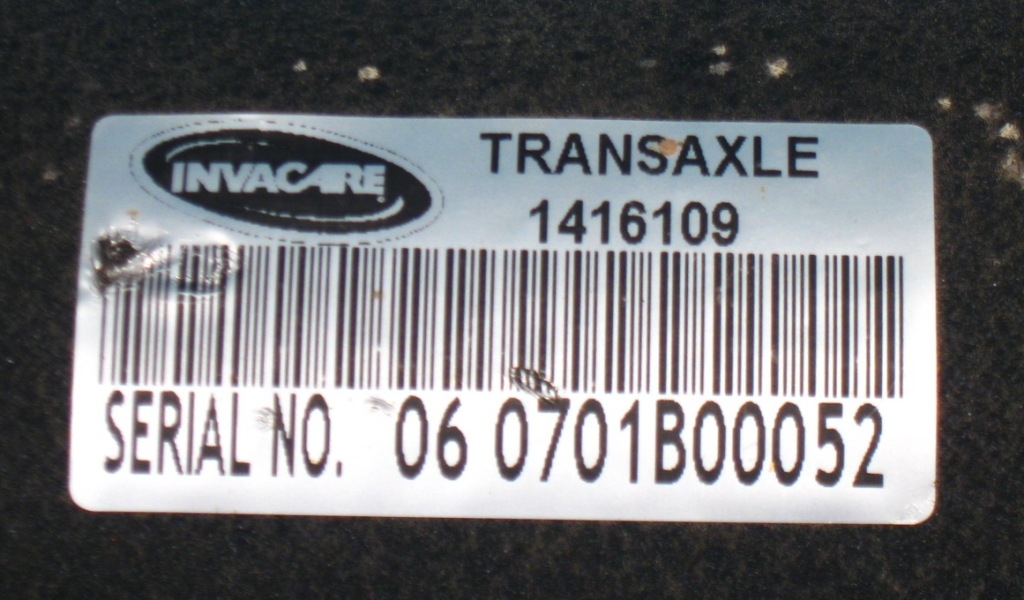 INVACARE
TRANSAXLE
1416109
SERIAL NO. 06 0701B00052